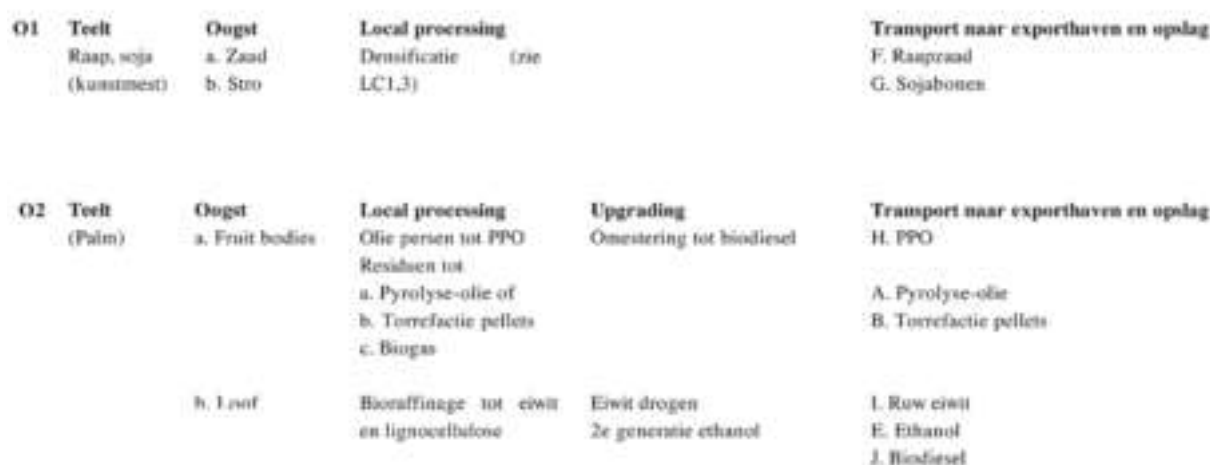 O1 Teelt Oogst Local processing Transport naar exporthaven en opslag
Raap, soja a. Zaad Densificatie (zie F. Raapzaad
(kunstmest) b. Stro LC1,3) G. Sojabonen
O2 Teelt Oogst Local processing Upgrading Transport naar exporthaven en opslag
(Palm) a. Fruit bodies Olie persen tot PPO Omestering tot biodiesel H. PPO
Residuen tot
a. Pyrolyse-olie of A. Pyrolyse-olie
b. Torrefactie pellets B. Torrefactie pellets
c. Biogas
b. Loof Bioraffinage tot eiwit Eiwit drogen I. Ruw eiwit
en lignocellulose 2e generatie ethanol E. Ethanol
J. Biodiesel